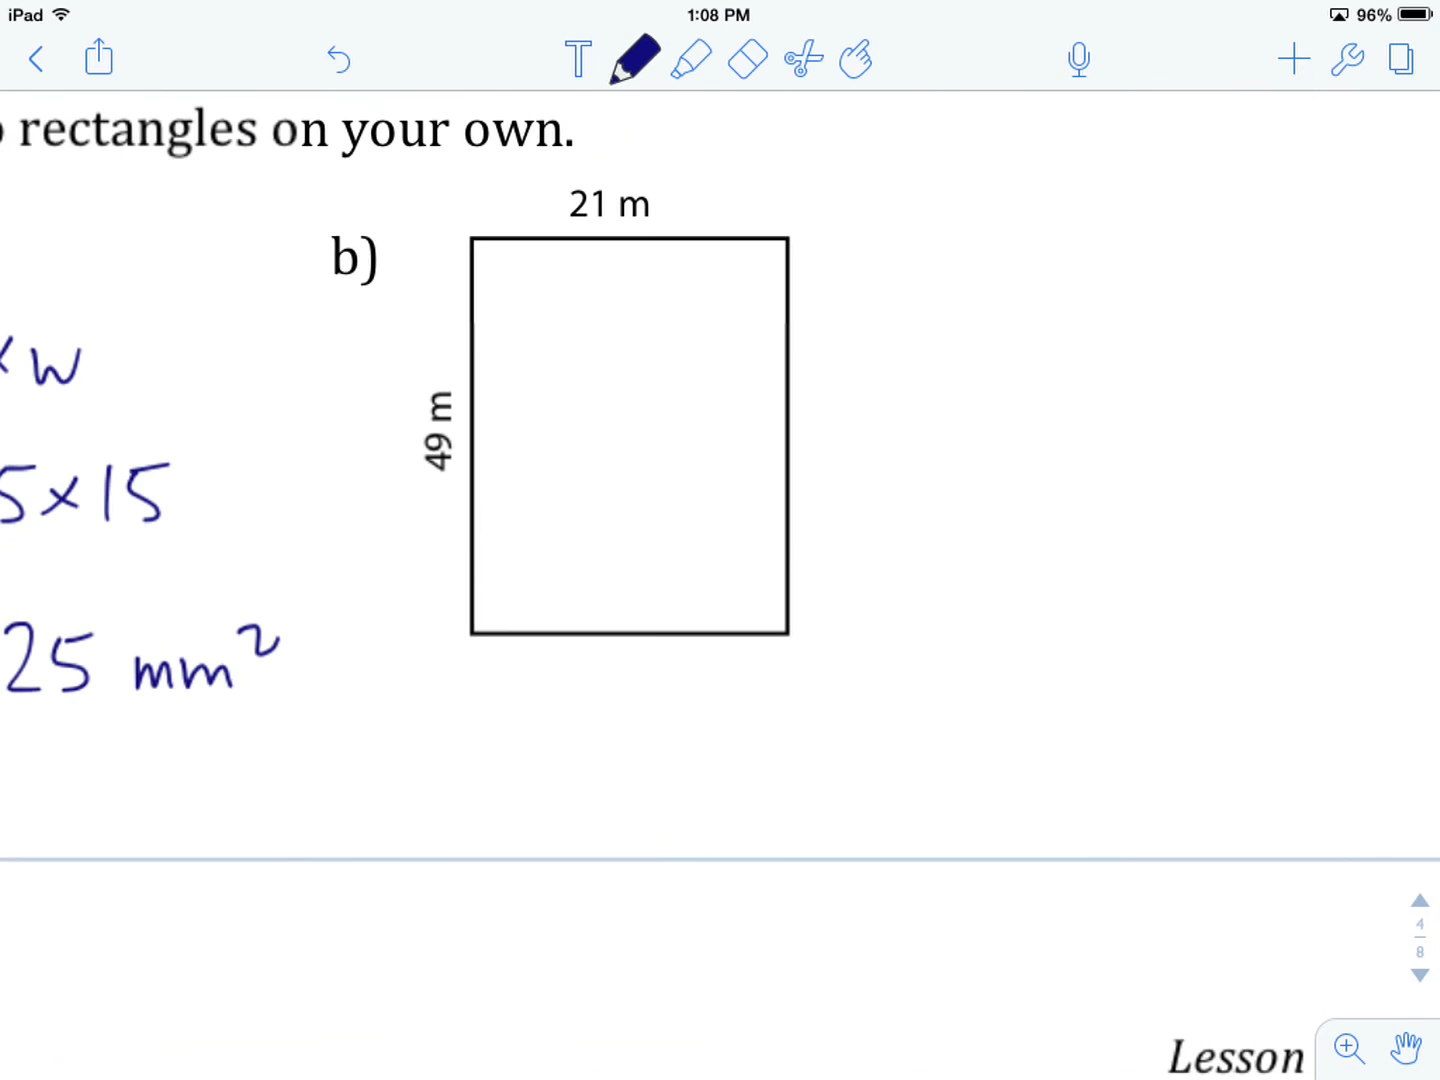 iPad 1:08 PM 96%
T
rectangles on your own.
21 m
b)
49 m
× w
5 × 15
25 mm²
4
8
Lesson